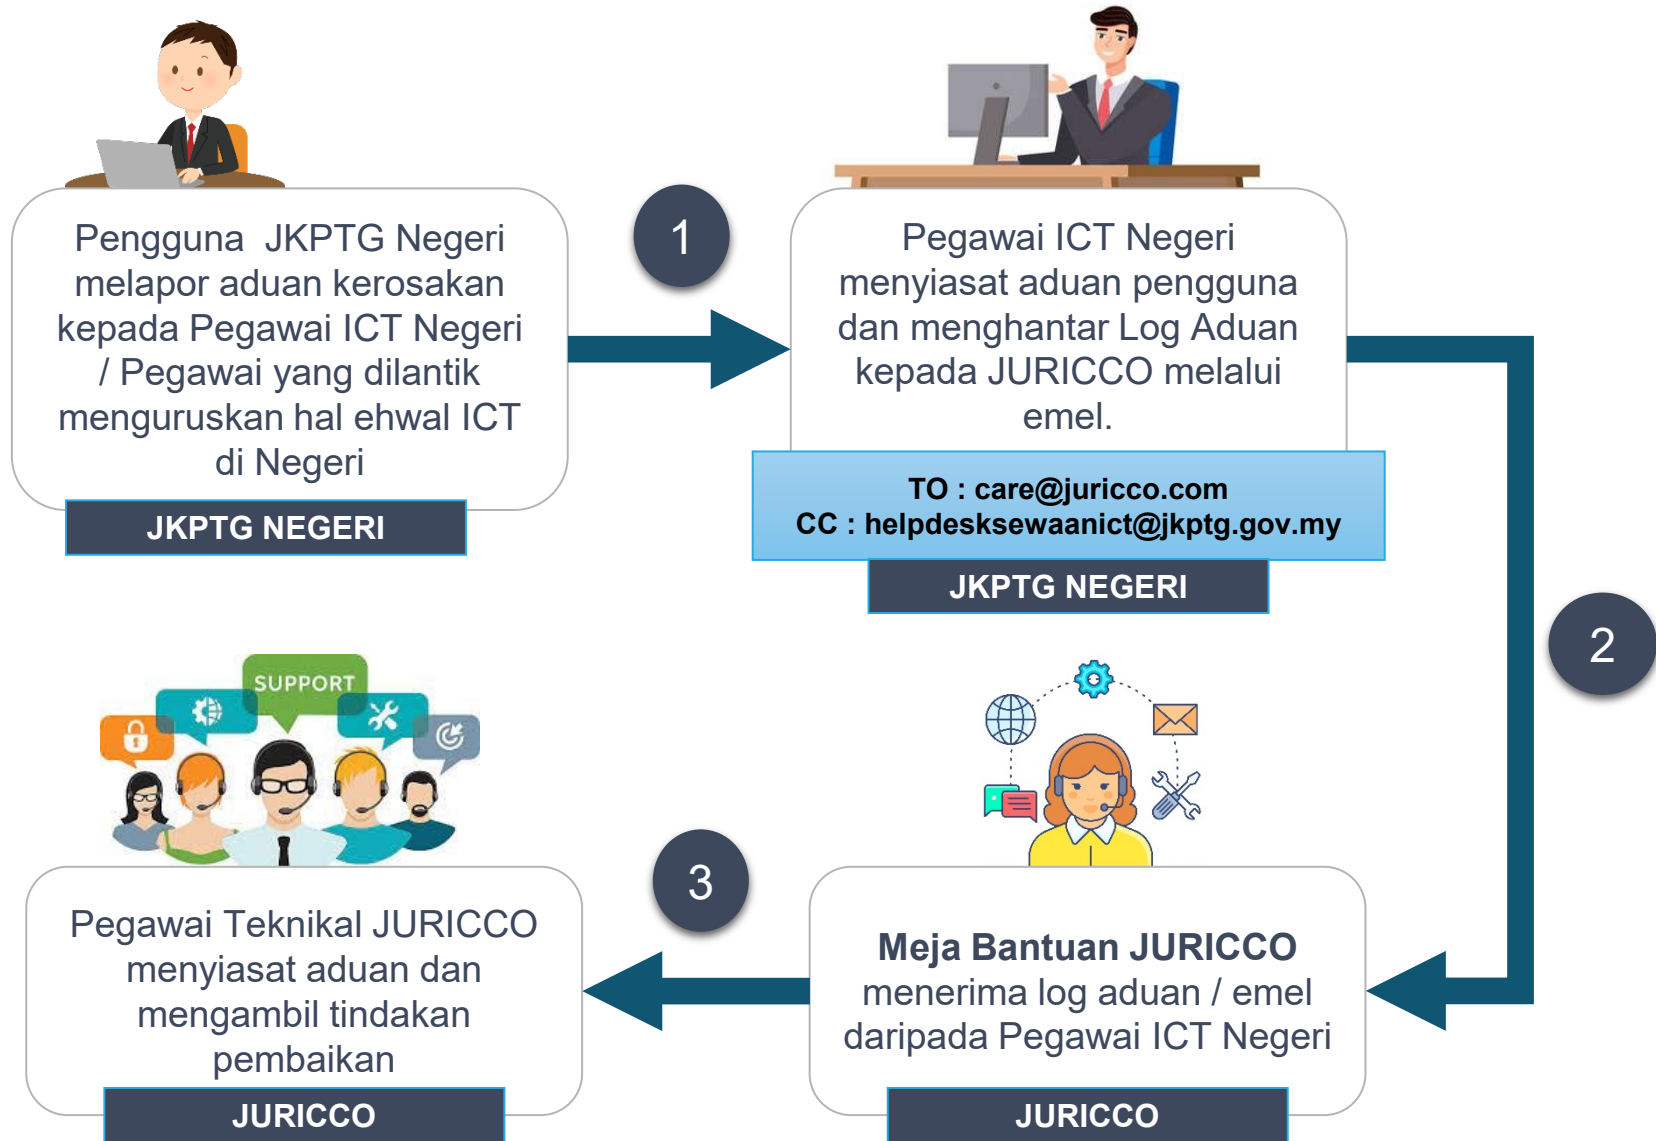 Pengguna JKPTG Negeri
melapor aduan kerosakan
kepada Pegawai ICT Negeri
/ Pegawai yang dilantik
menguruskan hal ehwal ICT
di Negeri
JKPTG NEGERI
1
Pegawai ICT Negeri
menyiasat aduan pengguna
dan menghantar Log Aduan
kepada JURICCO melalui
emel.
TO : care@juricco.com
CC : helpdesksewaanict@jkptg.gov.my
JKPTG NEGERI
2
Meja Bantuan JURICCO
menerima log aduan / emel
daripada Pegawai ICT Negeri
JURICCO
3
SUPPORT
Pegawai Teknikal JURICCO
menyiasat aduan dan
mengambil tindakan
pembaikan
JURICCO